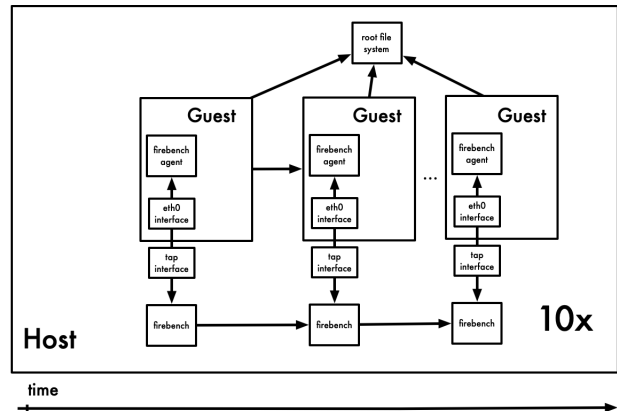 root file
system
Guest
Guest
Guest
firebench
agent
firebench
agent
firebench
agent
...
eth0
interface
eth0
interface
eth0
interface
tap
interface
tap
interface
tap
interface
firebench
firebench
firebench
10x
Host
time